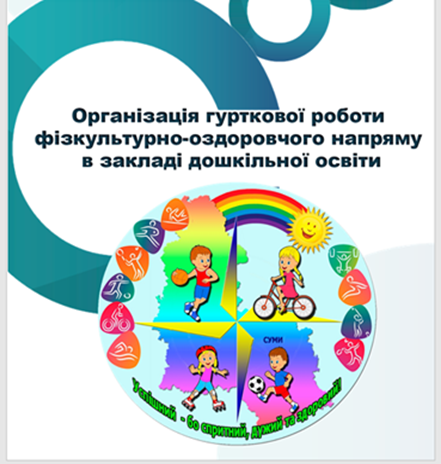 Організація гурткової роботи
фізкультурно-оздоровчого напряму
в закладі дошкільної освіти
СУМИ
Успішний - бо спритний, дужий та здоровий!